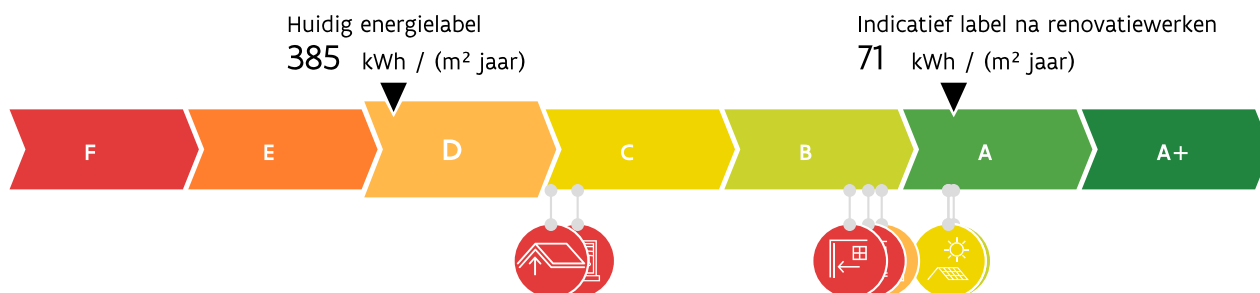 Huidig energielabel
385 kWh / (m² jaar)
Indicatief label na renovatiewerken
71 kWh / (m² jaar)
F E D C B A A+